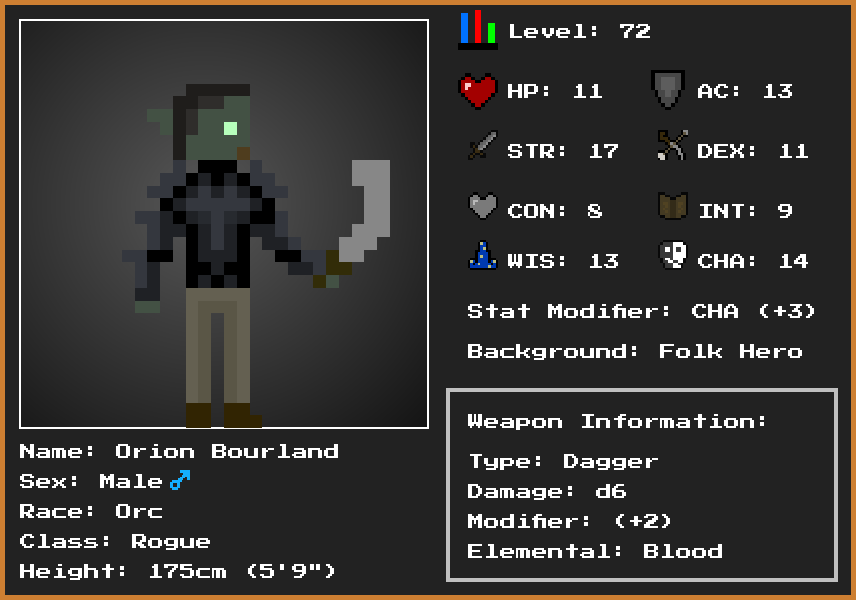 Level: 72
HP: 11 AC: 13
STR: 17 DEX: 11
CON: 8 INT: 9
WIS: 13 CHA: 14
Stat Modifier: CHA (+3)
Background: Folk Hero
Weapon Information:
Type: Dagger
Damage: d6
Modifier: (+2)
Elemental: Blood
Name: Orion Bourland
Sex: Male ♂
Race: Orc
Class: Rogue
Height: 175cm (5'9")